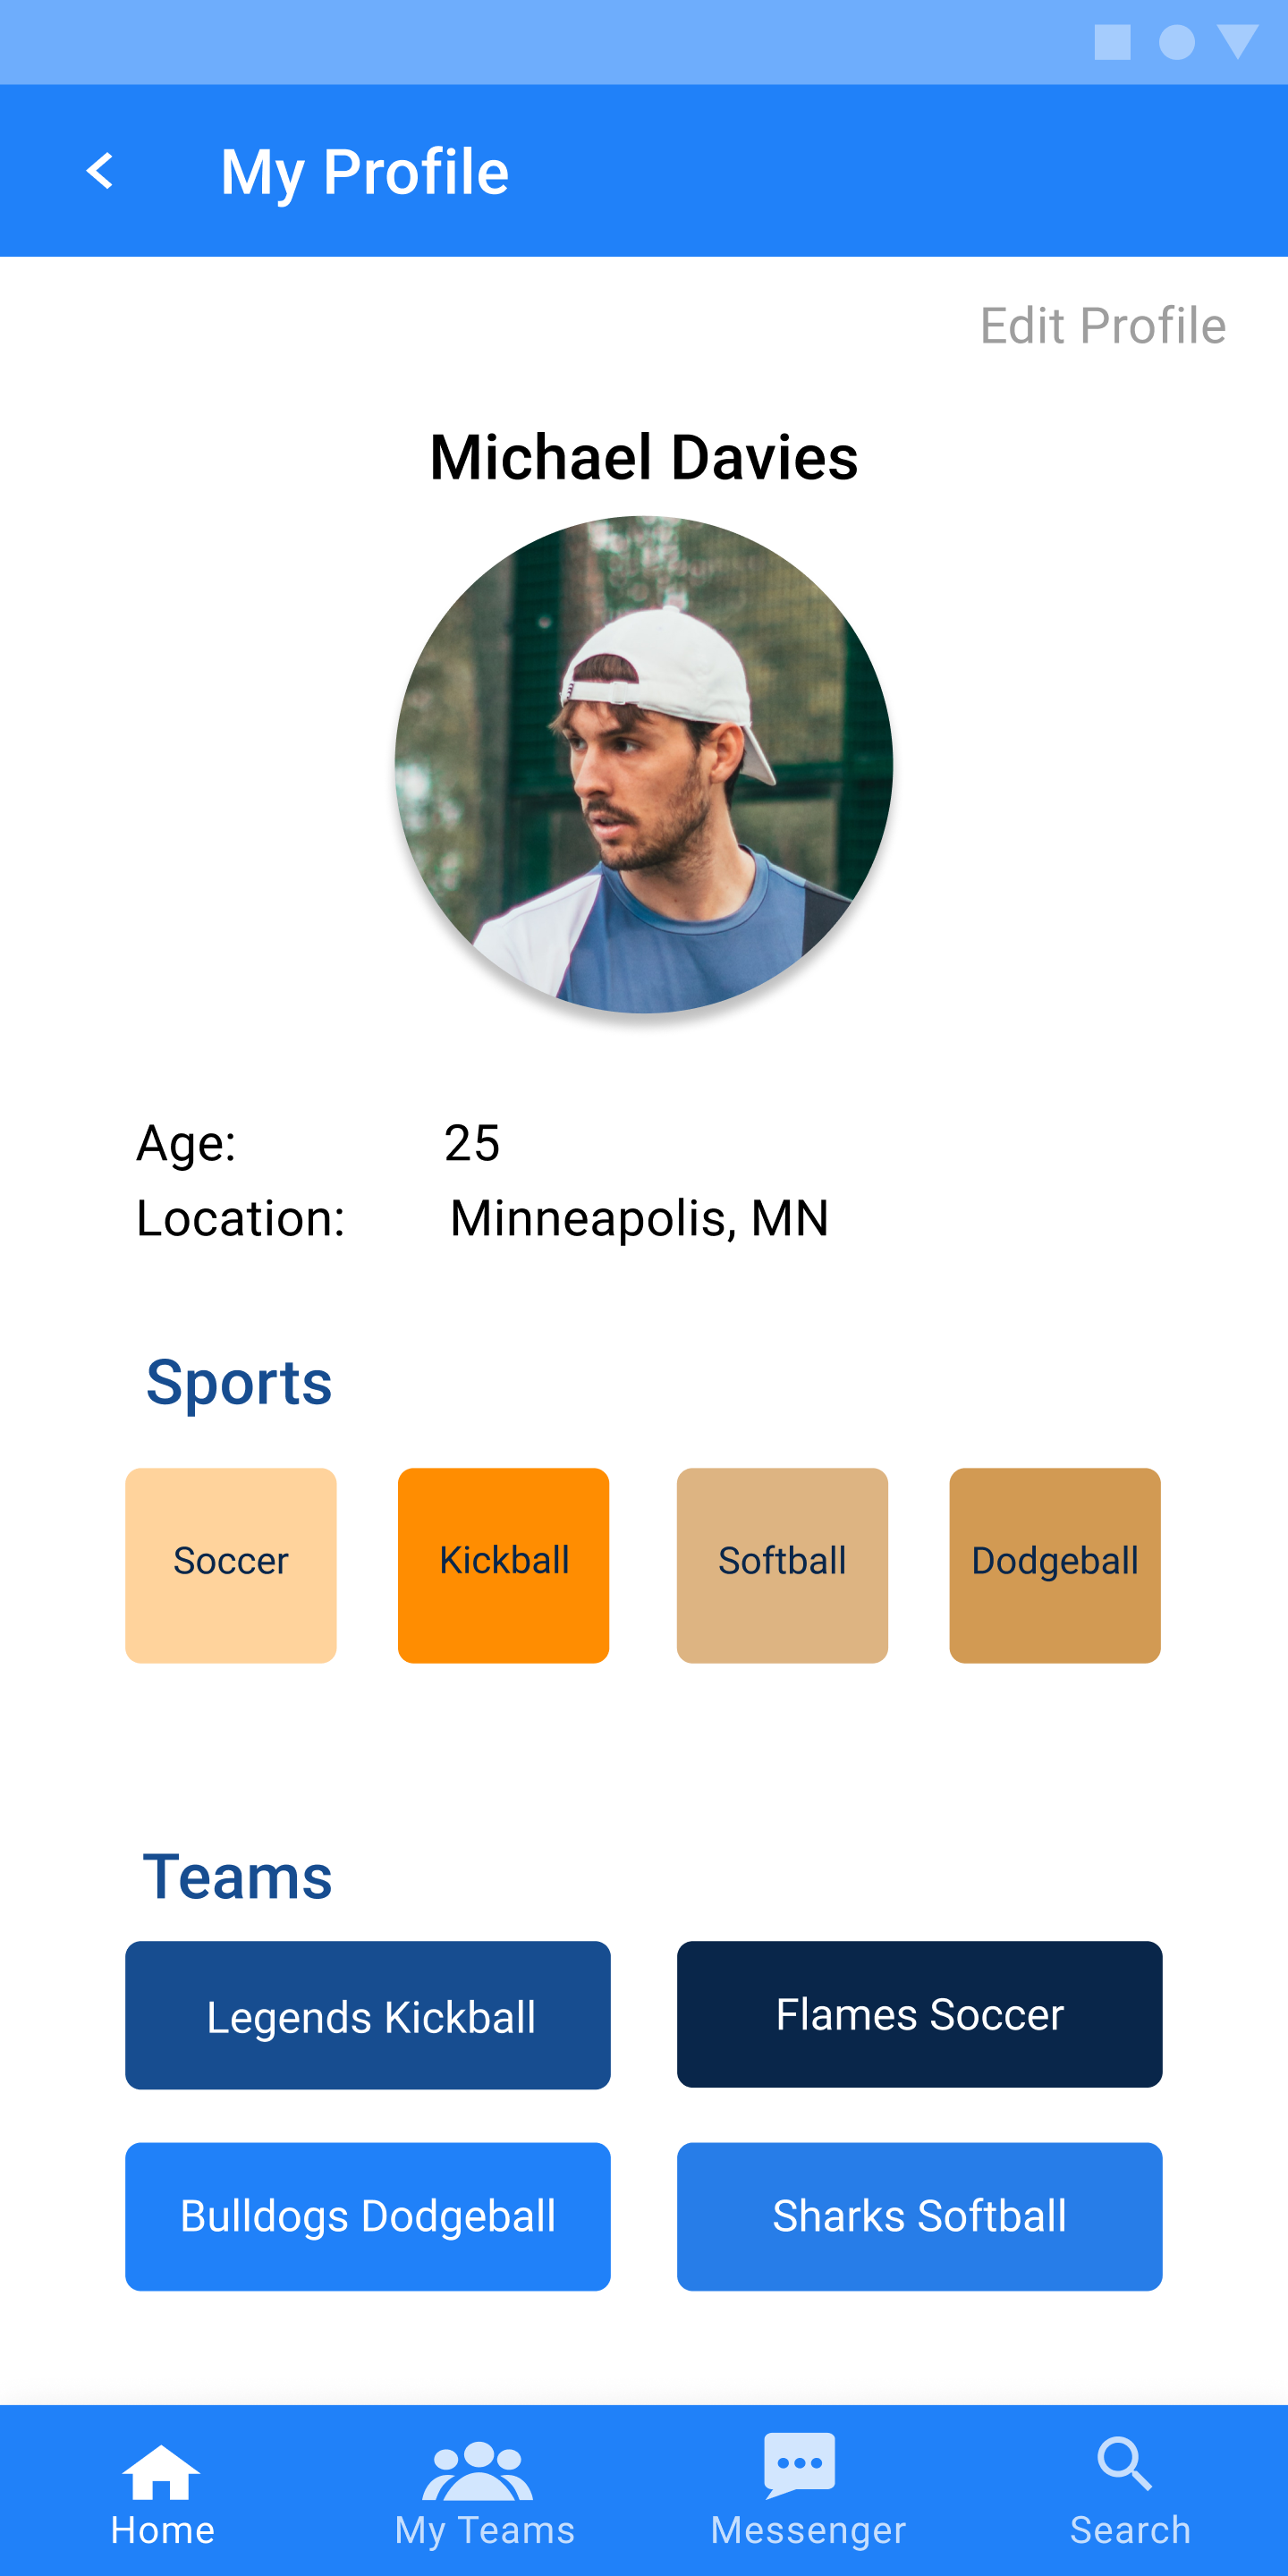 My Profile
Edit Profile
Michael Davies
Age: 25
Location: Minneapolis, MN
Sports
Soccer Kickball Softball Dodgeball
Teams
Legends Kickball Flames Soccer
Bulldogs Dodgeball Sharks Softball
Home My Teams Messenger Search